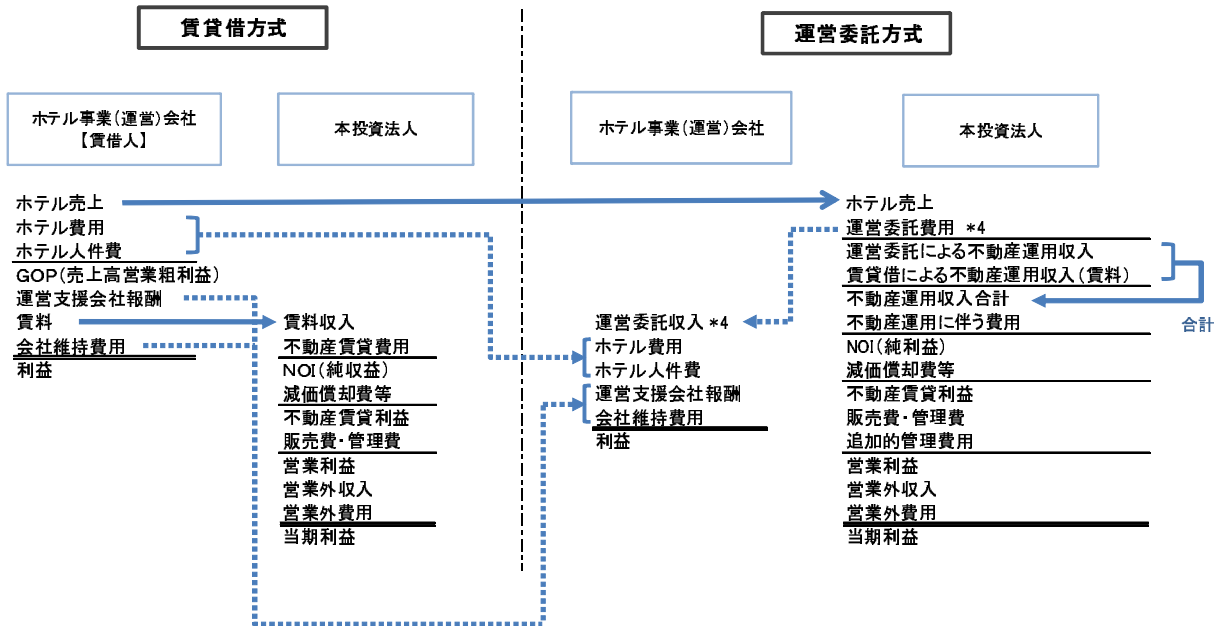 賃貸借方式
運営委託方式
ホテル事業(運営)会社
【賃借人】
本投資法人
ホテル事業(運営)会社
本投資法人
ホテル売上
ホテル費用
ホテル人件費
GOP(売上高営業粗利益)
運営支援会社報酬
賃料
会社維持費用
利益
賃料収入
不動産賃貸費用
NOI(純収益)
減価償却費等
不動産賃貸利益
販売費・管理費
営業利益
営業外収入
営業外費用
当期利益
運営委託収入 *4
ホテル費用
ホテル人件費
運営支援会社報酬
会社維持費用
利益
ホテル売上
運営委託費用 *4
運営委託による不動産運用収入
賃貸借による不動産運用収入(賃料)
不動産運用収入合計
不動産運用に伴う費用
NOI(純利益)
減価償却費等
不動産賃貸利益
販売費・管理費
追加的管理費用
営業利益
営業外収入
営業外費用
当期利益
合計